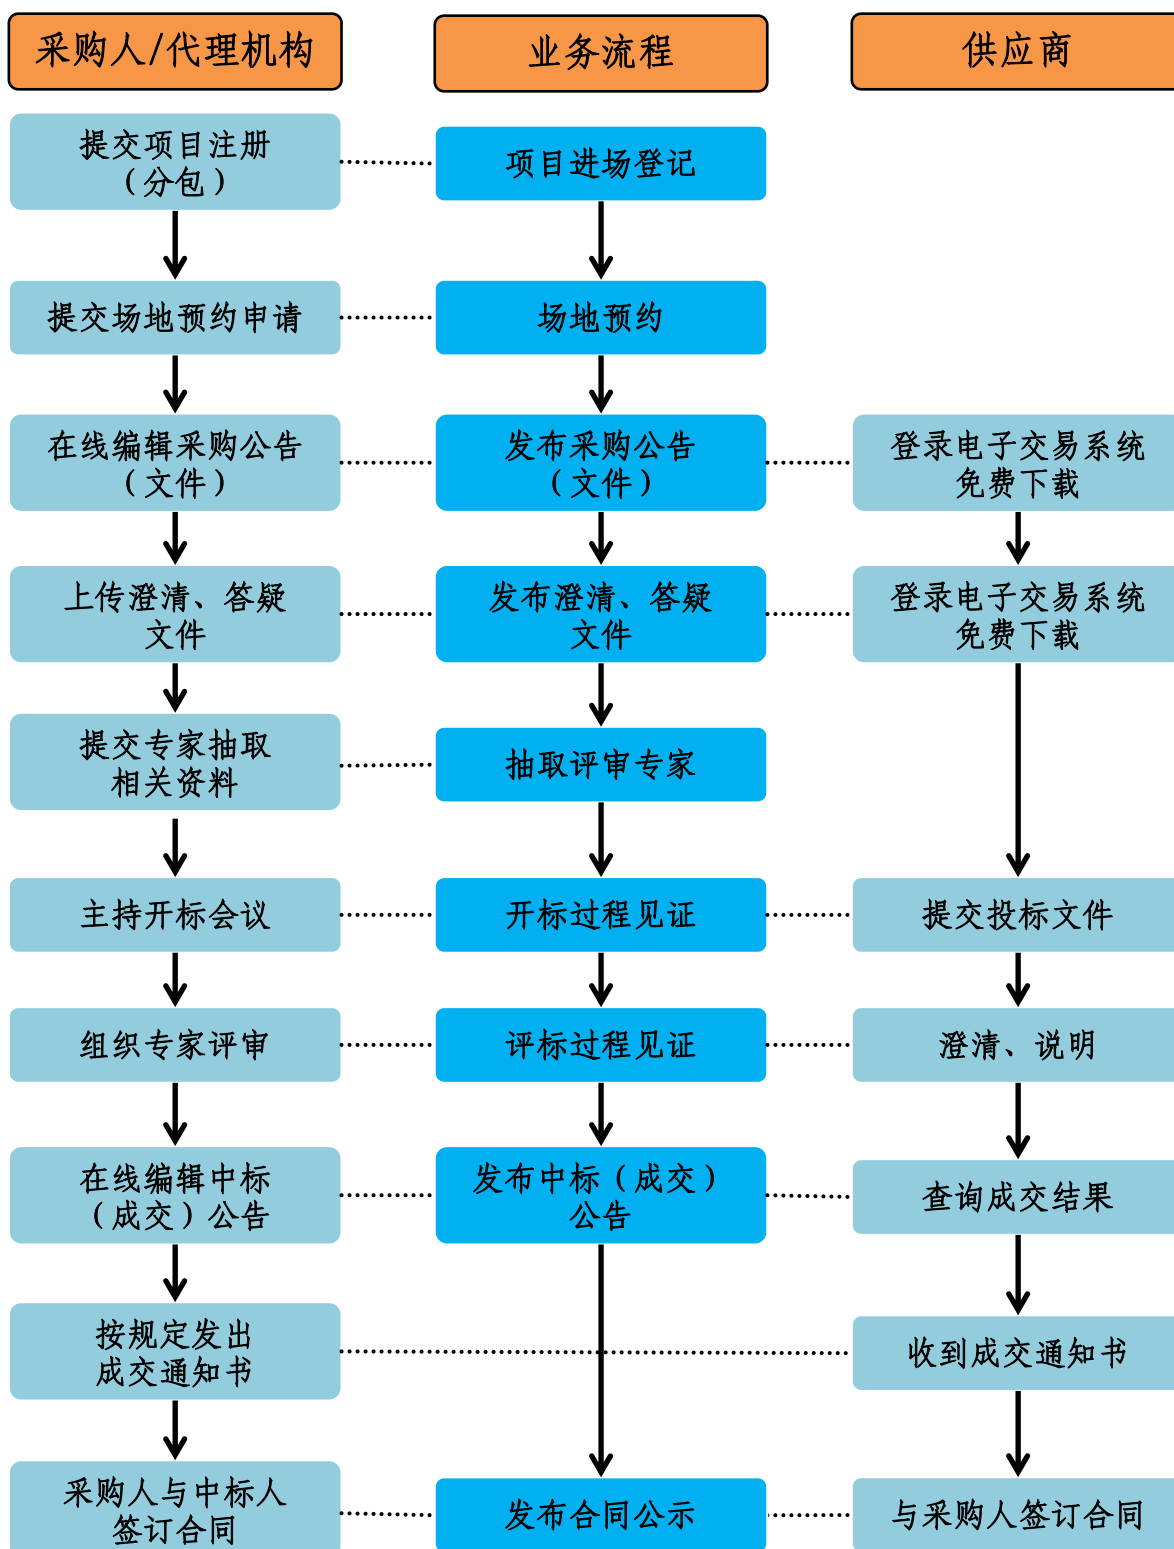 采购人/代理机构
业务流程
供应商
提交项目注册
（分包）
项目进场登记
提交场地预约申请
场地预约
在线编辑采购公告
（文件）
发布采购公告
（文件）
登录电子交易系统
免费下载
上传澄清、答疑
文件
发布澄清、答疑
文件
登录电子交易系统
免费下载
提交专家抽取
相关资料
抽取评审专家
主持开标会议
开标过程见证
提交投标文件
组织专家评审
评标过程见证
澄清、说明
在线编辑中标
（成交）公告
发布中标（成交）
公告
查询成交结果
按规定发出
成交通知书
收到成交通知书
采购人与中标人
签订合同
发布合同公示
与采购人签订合同